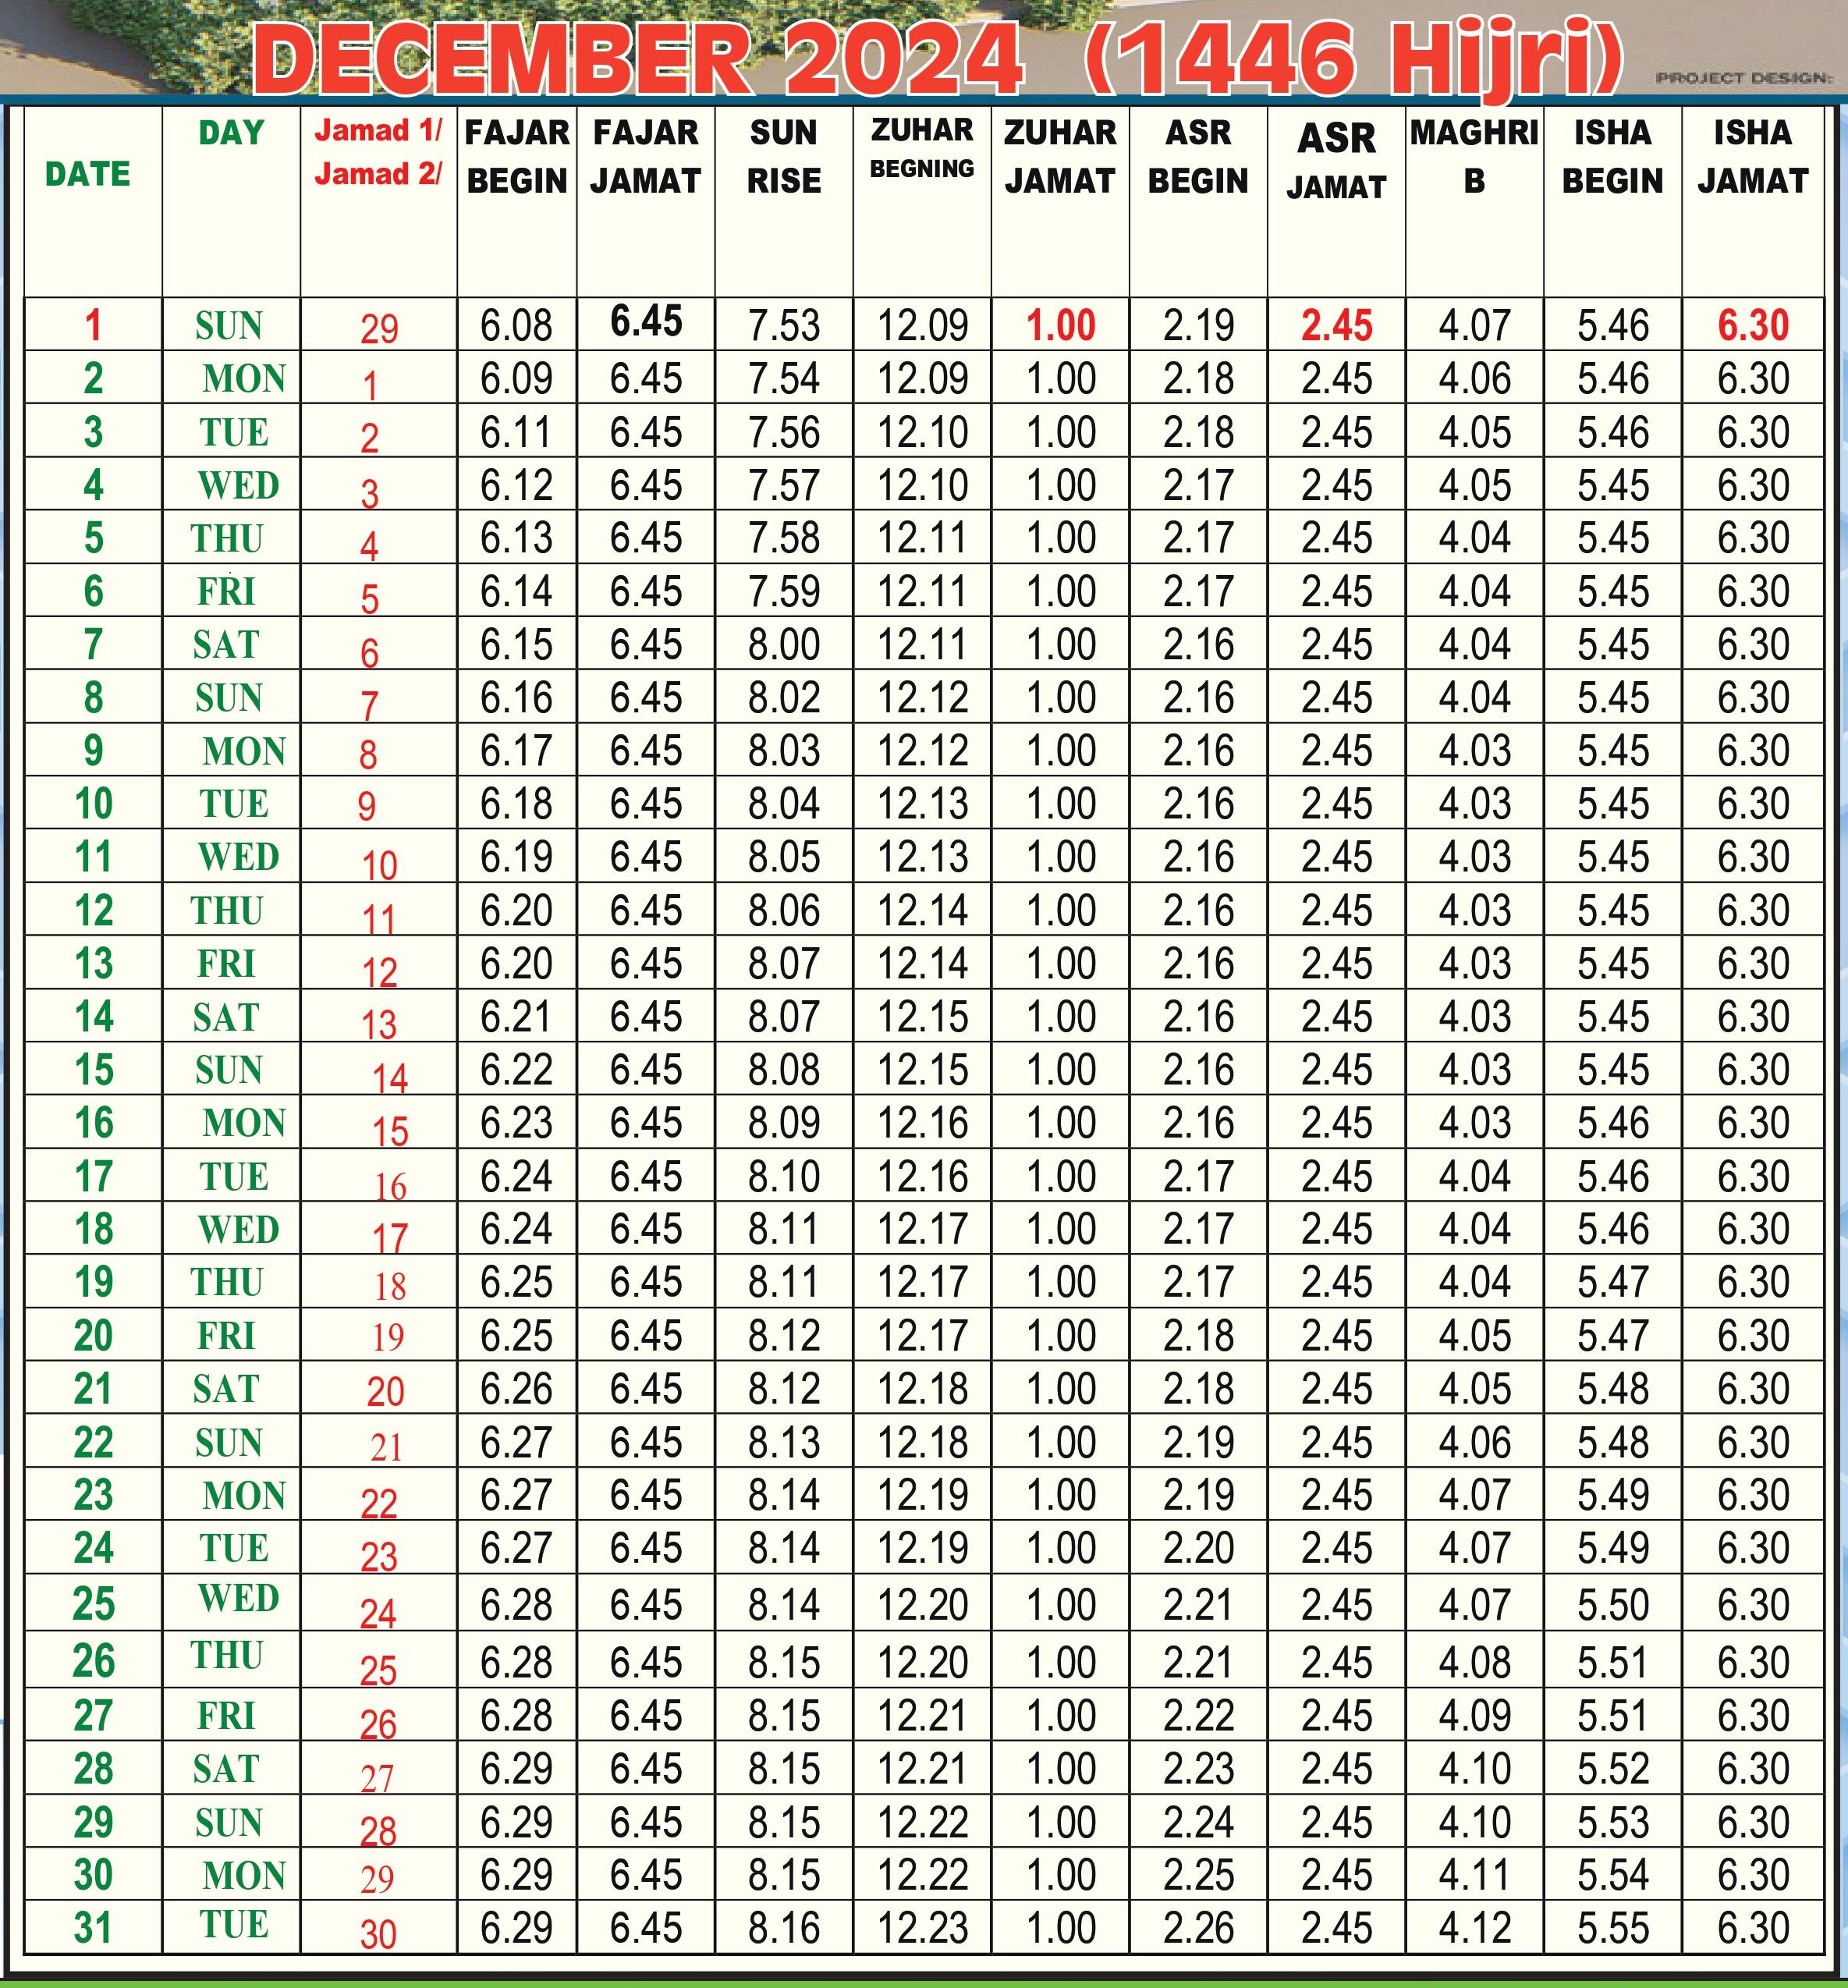 DECEMBER 2024 (1446 Hijri)
PROJECT DESIGN:
DATE DAY Jamad 1/ Jamad 2/ FAJAR BEGIN FAJAR JAMAT SUN RISE ZUHAR BEGNING ZUHAR JAMAT ASR BEGIN ASR JAMAT MAGHRI B ISHA BEGIN ISHA JAMAT
1 SUN 29 6.08 6.45 7.53 12.09 1.00 2.19 2.45 4.07 5.46 6.30
2 MON 1 6.09 6.45 7.54 12.09 1.00 2.18 2.45 4.06 5.46 6.30
3 TUE 2 6.11 6.45 7.56 12.10 1.00 2.18 2.45 4.05 5.46 6.30
4 WED 3 6.12 6.45 7.57 12.10 1.00 2.17 2.45 4.05 5.45 6.30
5 THU 4 6.13 6.45 7.58 12.11 1.00 2.17 2.45 4.04 5.45 6.30
6 FRI 5 6.14 6.45 7.59 12.11 1.00 2.17 2.45 4.04 5.45 6.30
7 SAT 6 6.15 6.45 8.00 12.11 1.00 2.16 2.45 4.04 5.45 6.30
8 SUN 7 6.16 6.45 8.02 12.12 1.00 2.16 2.45 4.04 5.45 6.30
9 MON 8 6.17 6.45 8.03 12.12 1.00 2.16 2.45 4.03 5.45 6.30
10 TUE 9 6.18 6.45 8.04 12.13 1.00 2.16 2.45 4.03 5.45 6.30
11 WED 10 6.19 6.45 8.05 12.13 1.00 2.16 2.45 4.03 5.45 6.30
12 THU 11 6.20 6.45 8.06 12.14 1.00 2.16 2.45 4.03 5.45 6.30
13 FRI 12 6.20 6.45 8.07 12.14 1.00 2.16 2.45 4.03 5.45 6.30
14 SAT 13 6.21 6.45 8.07 12.15 1.00 2.16 2.45 4.03 5.45 6.30
15 SUN 14 6.22 6.45 8.08 12.15 1.00 2.16 2.45 4.03 5.45 6.30
16 MON 15 6.23 6.45 8.09 12.16 1.00 2.16 2.45 4.03 5.46 6.30
17 TUE 16 6.24 6.45 8.10 12.16 1.00 2.17 2.45 4.04 5.46 6.30
18 WED 17 6.24 6.45 8.11 12.17 1.00 2.17 2.45 4.04 5.46 6.30
19 THU 18 6.25 6.45 8.11 12.17 1.00 2.17 2.45 4.04 5.47 6.30
20 FRI 19 6.25 6.45 8.12 12.17 1.00 2.18 2.45 4.05 5.47 6.30
21 SAT 20 6.26 6.45 8.12 12.18 1.00 2.18 2.45 4.05 5.48 6.30
22 SUN 21 6.27 6.45 8.13 12.18 1.00 2.19 2.45 4.06 5.48 6.30
23 MON 22 6.27 6.45 8.14 12.19 1.00 2.19 2.45 4.07 5.49 6.30
24 TUE 23 6.27 6.45 8.14 12.19 1.00 2.20 2.45 4.07 5.49 6.30
25 WED 24 6.28 6.45 8.14 12.20 1.00 2.21 2.45 4.07 5.50 6.30
26 THU 25 6.28 6.45 8.15 12.20 1.00 2.21 2.45 4.08 5.51 6.30
27 FRI 26 6.28 6.45 8.15 12.21 1.00 2.22 2.45 4.09 5.51 6.30
28 SAT 27 6.29 6.45 8.15 12.21 1.00 2.23 2.45 4.10 5.52 6.30
29 SUN 28 6.29 6.45 8.15 12.22 1.00 2.24 2.45 4.10 5.53 6.30
30 MON 29 6.29 6.45 8.15 12.22 1.00 2.25 2.45 4.11 5.54 6.30
31 TUE 30 6.29 6.45 8.16 12.23 1.00 2.26 2.45 4.12 5.55 6.30